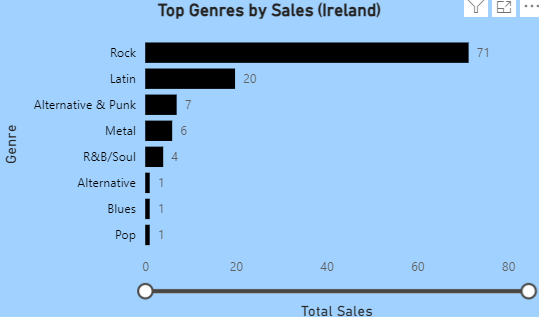 Top Genres by Sales (Ireland)
Genre
Rock 71
Latin 20
Alternative & Punk 7
Metal 6
R&B/Soul 4
Alternative 1
Blues 1
Pop 1
0 20 40 60 80
Total Sales